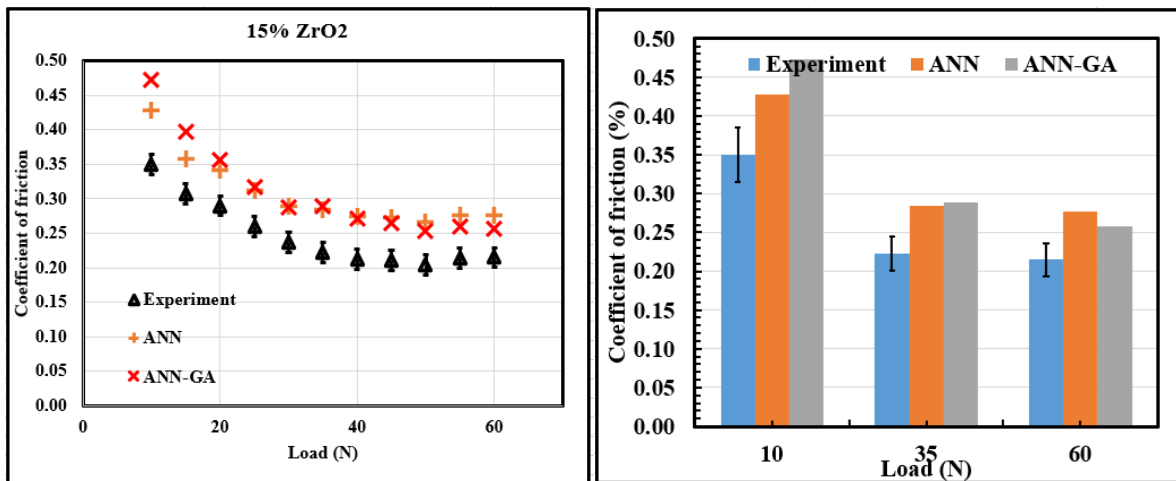 15% ZrO2
Coefficient of friction
0.50
0.45
0.40
0.35
0.30
0.25
0.20
0.15
0.10
0.05
0.00
Experiment
ANN
ANN-GA
0
20
40
60
Load (N)
Coefficient of friction (%)
0.50
0.45
0.40
0.35
0.30
0.25
0.20
0.15
0.10
0.05
0.00
Experiment ANN ANN-GA
10 35 60
Load (N)